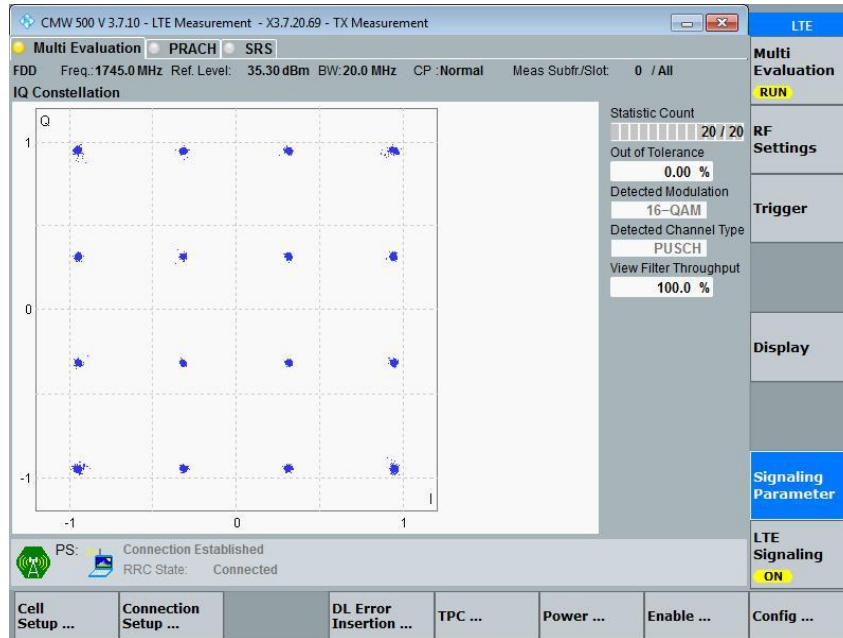 CMW 500 V 3.7.10 - LTE Measurement - X3.7.20.69 - TX Measurement
LTE
Multi Evaluation PRACH SRS
FDD Freq.:1745.0 MHz Ref. Level: 35.30 dBm BW:20.0 MHz CP :Normal Meas Subfr./Slot: 0 / All
IQ Constellation
Q
1
0
-1
-1 0 1
I
Statistic Count
20 / 20
Out of Tolerance
0.00 %
Detected Modulation
16-QAM
Detected Channel Type
PUSCH
View Filter Throughput
100.0 %
Multi
Evaluation
RUN
RF
Settings
Trigger
Display
Signaling
Parameter
LTE
Signaling
ON
PS: Connection Established
RRC State: Connected
Cell
Setup ...
Connection
Setup ...
DL Error
Insertion ...
TPC ...
Power ...
Enable ...
Config ...